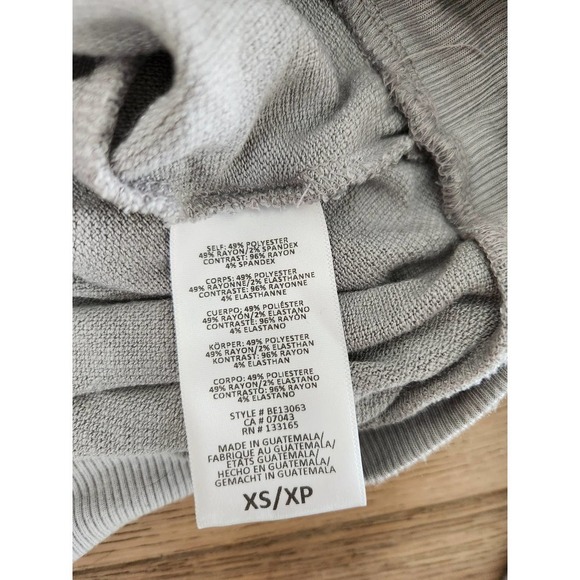 SELF: 49% POLYESTER
49% RAYON/2% SPANDEX
CONTRAST: 96% RAYON
4% SPANDEX
CORPS: 49% POLYESTER
49% RAYONNE/2% ELASTHANNE
CONTRASTE: 96% RAYONNE
4% ELASTHANNE
CUERPO: 49% POLIÉSTER
49% RAYON/2% ELASTANO
CONTRASTE: 96% RAYON
4% ELASTANO
KÖRPER: 49% POLYESTER
49% RAYON/2% ELASTHAN
KONTRAST: 96% RAYON
4% ELASTHAN
CORPO: 49% POLIESTERE
49% RAYON/2% ELASTANO
CONTRASTO: 96% RAYON
4% ELASTANO
STYLE # BE13063
CA # 07043
RN # 133165
MADE IN GUATEMALA/
FABRIQUE AU GUATEMALA/
ETATS GUATEMALA/
HECHO EN GUATEMALA/
GEMACHT IN GUATEMALA
XS/XP